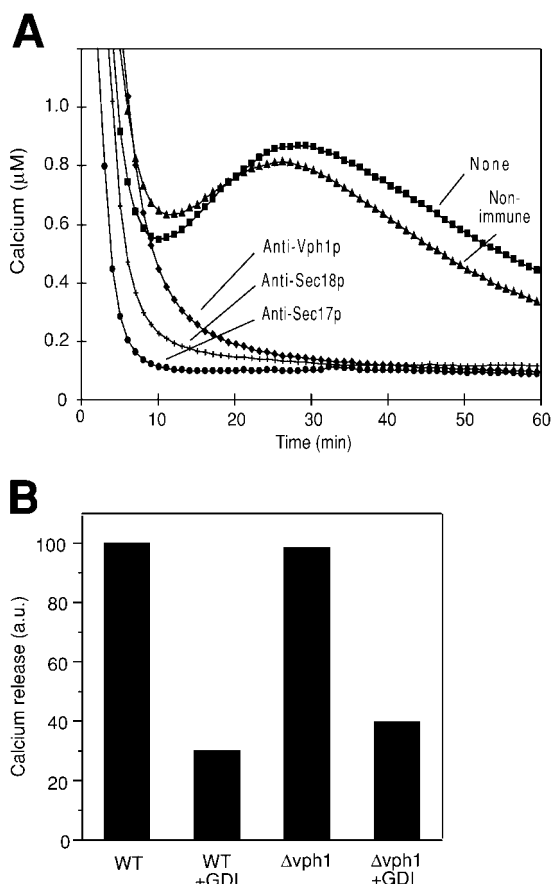 A
Calcium (μM)
1.0
0.8
0.6
0.4
0.2
0
None
Non-
immune
Anti-Vph1p
Anti-Sec18p
Anti-Sec17p
0 10 20 30 40 50 60
Time (min)
B
Calcium release (a.u.)
100
80
60
40
20
0
WT WT Δvph1 Δvph1
+GDI +GDI